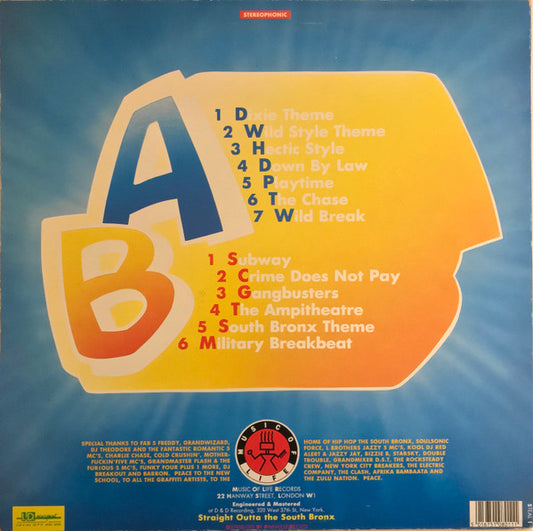 STEREOPHONIC
A
1 Dixie Theme
2 Wild Style Theme
3 Hectic Style
4 Down By Law
5 Playtime
6 The Chase
7 Wild Break
B
1 Subway
2 Crime Does Not Pay
3 Gangbusters
4 The Ampitheatre
5 South Bronx Theme
6 Military Breakbeat
SPECIAL THANKS TO FAB 5 FREDDY, GRANDWIZARD,
DJ THEODORE AND THE FANTASTIC ROMANTIC 5
MC'S, CHARLIE CHASE, COLD CRUSHIN', MOTHER-
FUCKIN'FIVE MC'S, GRANDMASTER FLASH & THE
FURIOUS 5 MC'S, FUNKY FOUR PLUS 1 MORE, DJ
BREAKOUT AND BARRON. PEACE TO THE NEW
SCHOOL, TO ALL THE GRAFFITI ARTISTS, TO THE
MUSIC OF LIFE
HOME OF HIP HOP THE SOUTH BRONX, SOULSONIC
FORCE, L BROTHERS JAZZY 5 MC'S, KOOL DJ RED
ALERT & JAZZY JAY, BIZZIE B, STARSKY, DOUBLE
TROUBLE, GRANDMIXER D.S.T, THE ROCKSTEADY
CREW, NEW YORK CITY BREAKERS, THE ELECTRIC
COMPANY, THE CLASH, AFRIKA BAMBAATA AND
THE ZULU NATION. PEACE.
MUSIC OF LIFE RECORDS
22 HANWAY STREET, LONDON W1
Engineered & Mastered
at D & D Recording, 320 West 37th St, New York.
Straight Outta the South Bronx